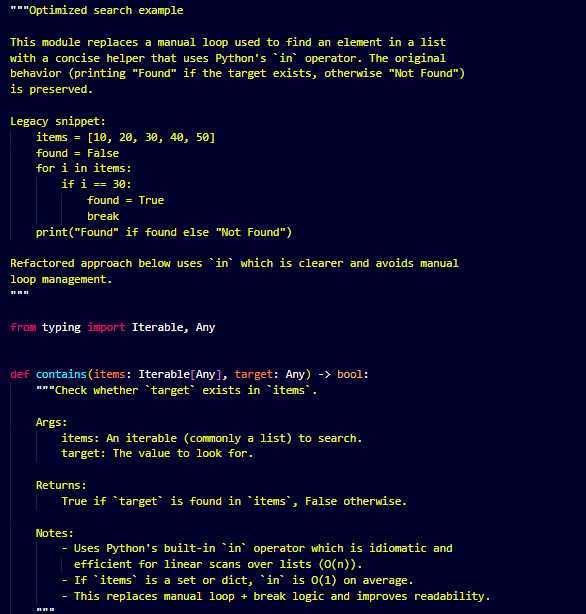 """Optimized search example

This module replaces a manual loop used to find an element in a list
with a concise helper that uses Python's `in` operator. The original
behavior (printing "Found" if the target exists, otherwise "Not Found")
is preserved.

Legacy snippet:
    items = [10, 20, 30, 40, 50]
    found = False
    for i in items:
        if i == 30:
            found = True
            break
    print("Found" if found else "Not Found")

Refactored approach below uses `in` which is clearer and avoids manual
loop management.
"""

from typing import Iterable, Any


def contains(items: Iterable[Any], target: Any) -> bool:
    """Check whether `target` exists in `items`.

    Args:
        items: An iterable (commonly a list) to search.
        target: The value to look for.

    Returns:
        True if `target` is found in `items`, False otherwise.

    Notes:
        - Uses Python's built-in `in` operator which is idiomatic and
          efficient for linear scans over lists (O(n)).
        - If `items` is a set or dict, `in` is O(1) on average.
        - This replaces manual loop + break logic and improves readability.
    """